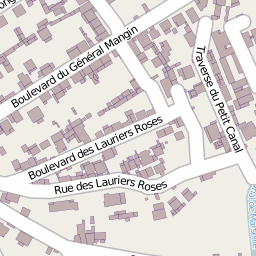 Boulevard du Général Mangin
Traverse du Petit Canal
Boulevard des Lauriers Roses
Rue des Lauriers Roses